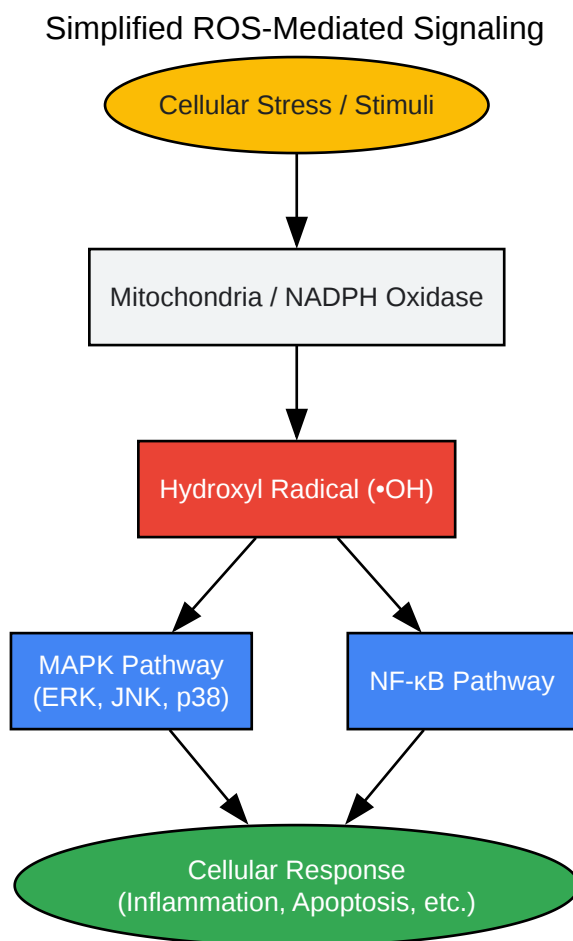 Simplified ROS-Mediated Signaling
Cellular Stress / Stimuli
Mitochondria / NADPH Oxidase
Hydroxyl Radical (•OH)
MAPK Pathway
(ERK, JNK, p38)
NF-κB Pathway
Cellular Response
(Inflammation, Apoptosis, etc.)